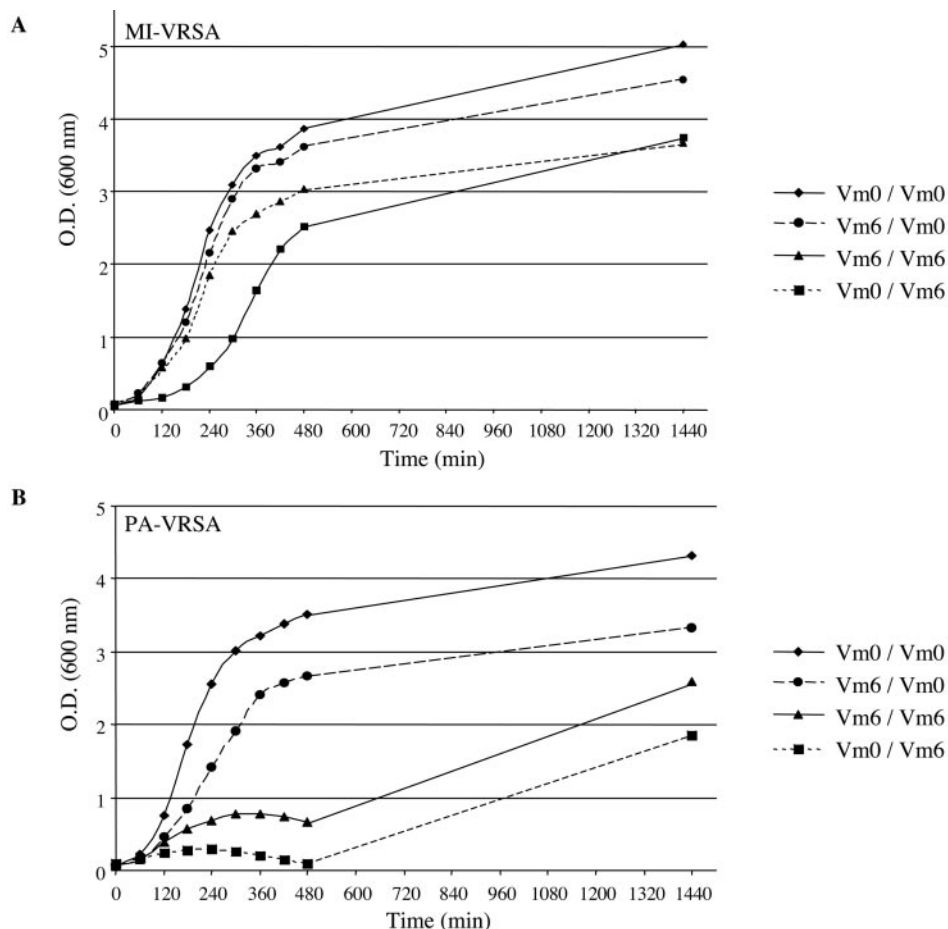 A
MI-VRSA
5
4
3
2
1
0
O.D. (600 nm)
0 120 240 360 480 600 720 840 960 1080 1200 1320 1440
Time (min)
Vm0 / Vm0
Vm6 / Vm0
Vm6 / Vm6
Vm0 / Vm6
B
PA-VRSA
5
4
3
2
1
0
O.D. (600 nm)
0 120 240 360 480 600 720 840 960 1080 1200 1320 1440
Time (min)
Vm0 / Vm0
Vm6 / Vm0
Vm6 / Vm6
Vm0 / Vm6